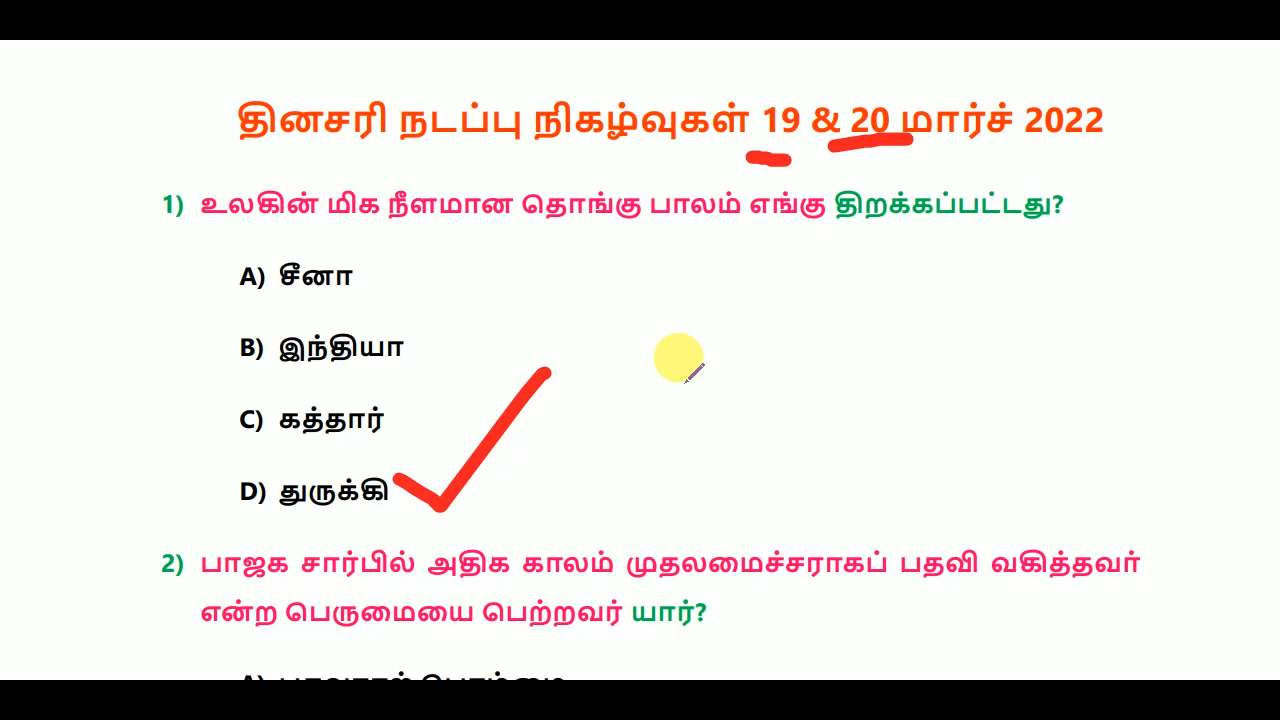 தினசரி நடப்பு நிகழ்வுகள் 19 & 20 மார்ச் 2022
1) உலகின் மிக நீளமான தொங்கு பாலம் எங்கு திறக்கப்பட்டது?
A) சீனா
B) இந்தியா
C) கத்தார்
D) துருக்கி
2) பாஜக சார்பில் அதிக காலம் முதலமைச்சராகப் பதவி வகித்தவர்
என்ற பெருமையை பெற்றவர் யார்?